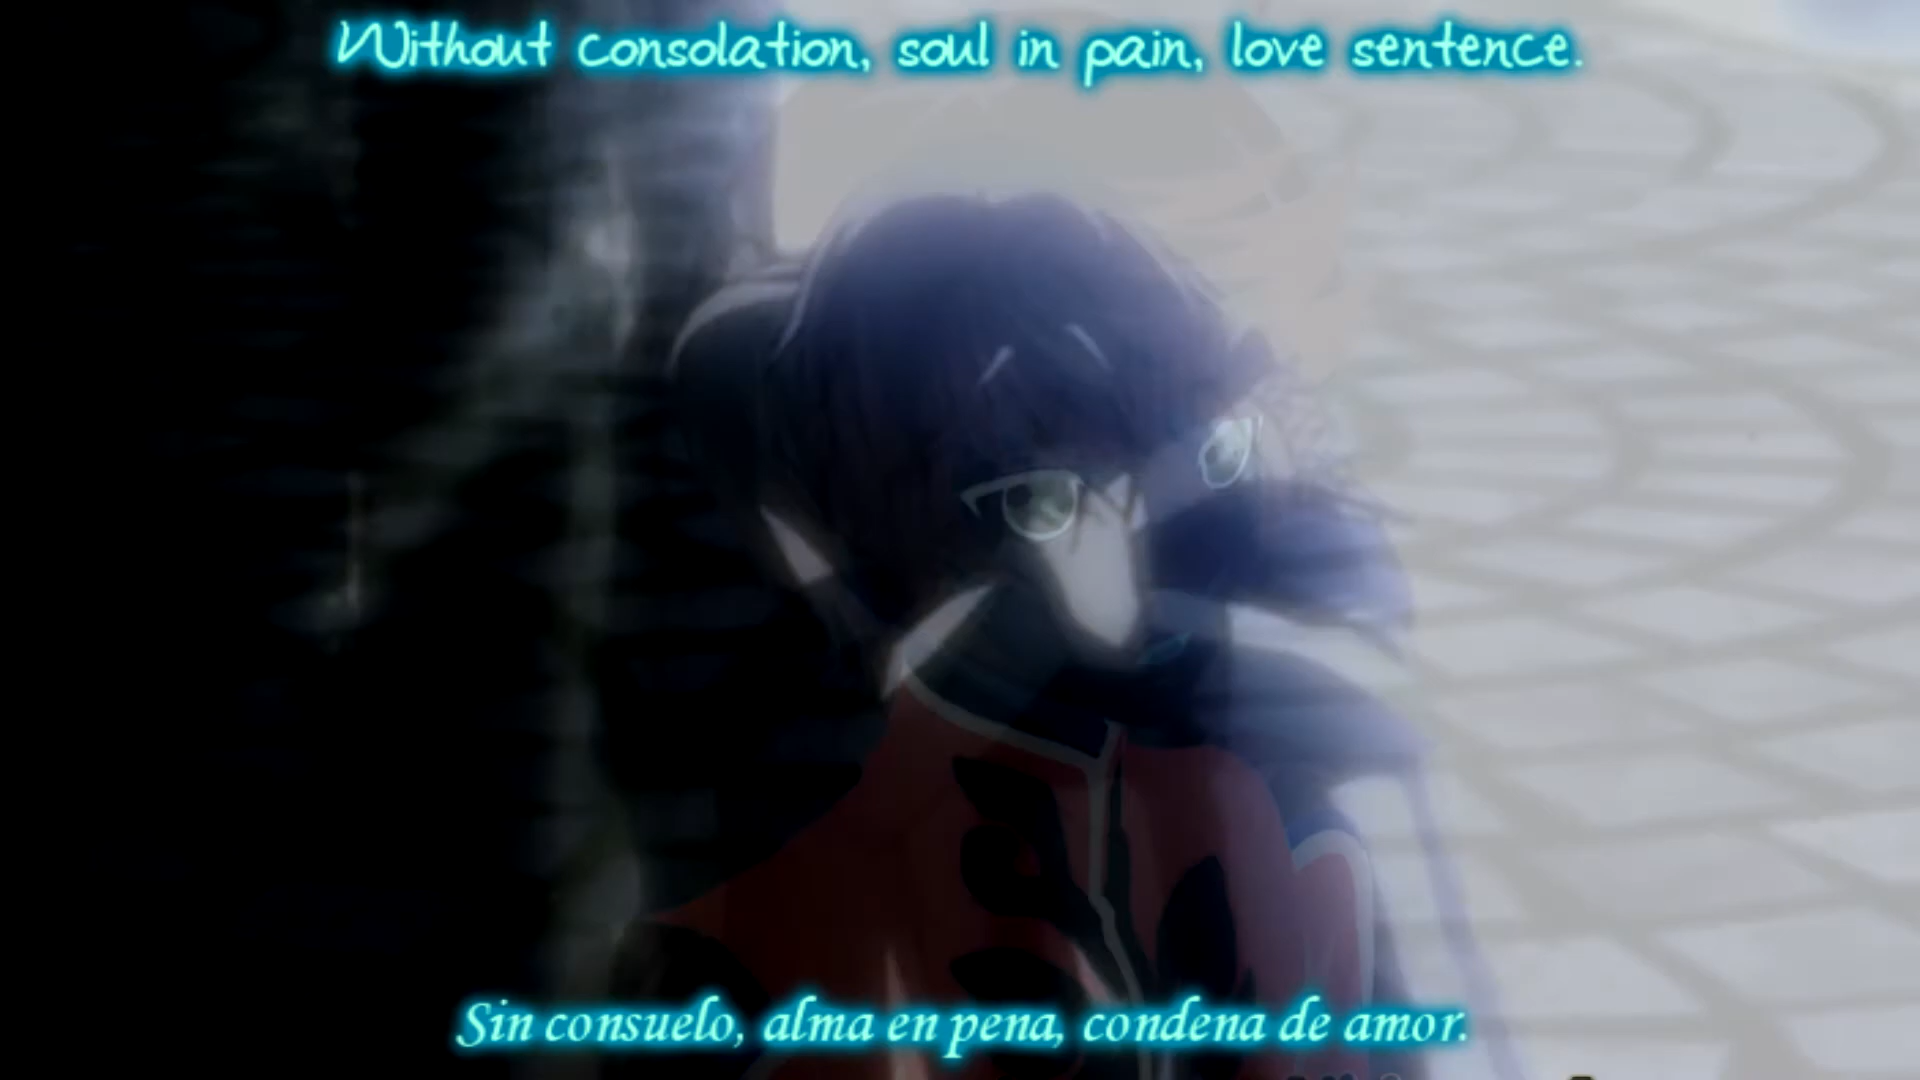 Without consolation, soul in pain, love sentence.
Sin consuelo, alma en pena, condena de amor.